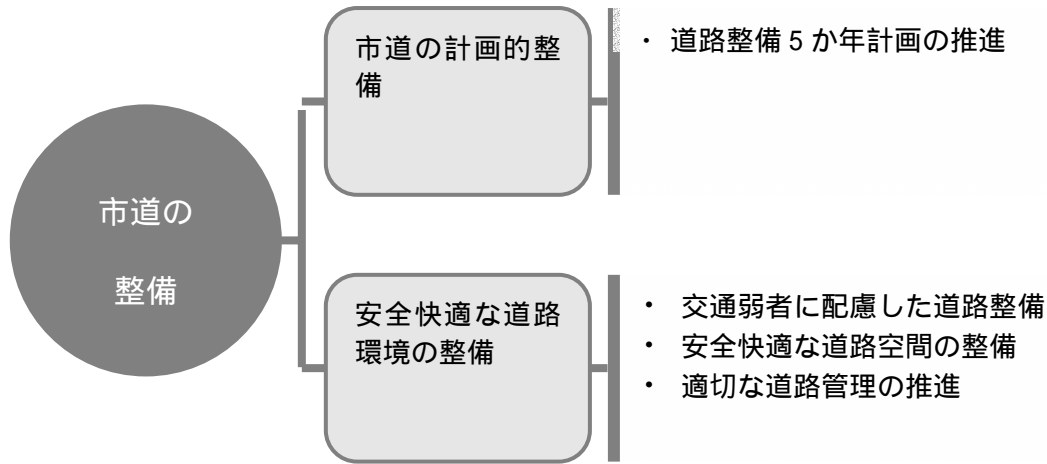 市道の
整備
市道の計画的整
備
・ 道路整備5か年計画の推進
安全快適な道路
環境の整備
・ 交通弱者に配慮した道路整備
・ 安全快適な道路空間の整備
・ 適切な道路管理の推進